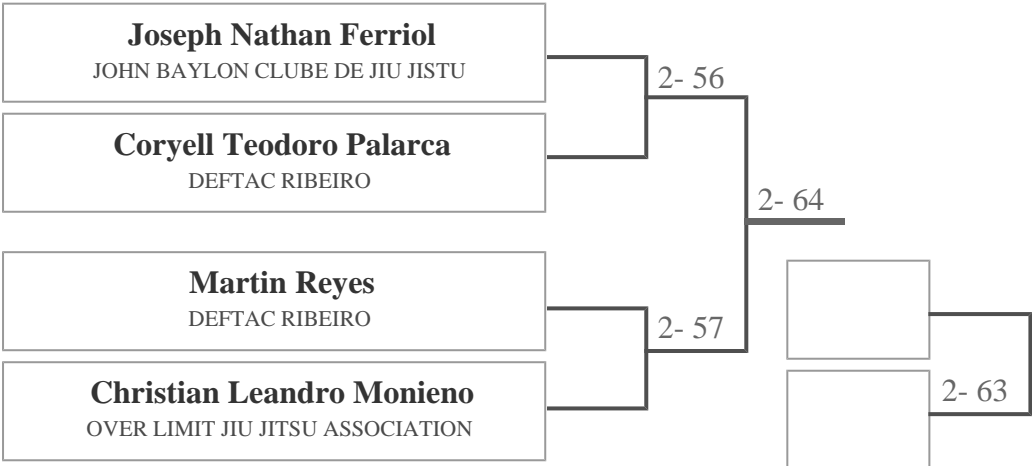 Joseph Nathan Ferriol
JOHN BAYLON CLUBE DE JIU JISTU
2- 56
Coryell Teodoro Palarca
DEFTAC RIBEIRO
2- 64
Martin Reyes
DEFTAC RIBEIRO
2- 57
Christian Leandro Monieno
OVER LIMIT JIU JITSU ASSOCIATION
2- 63